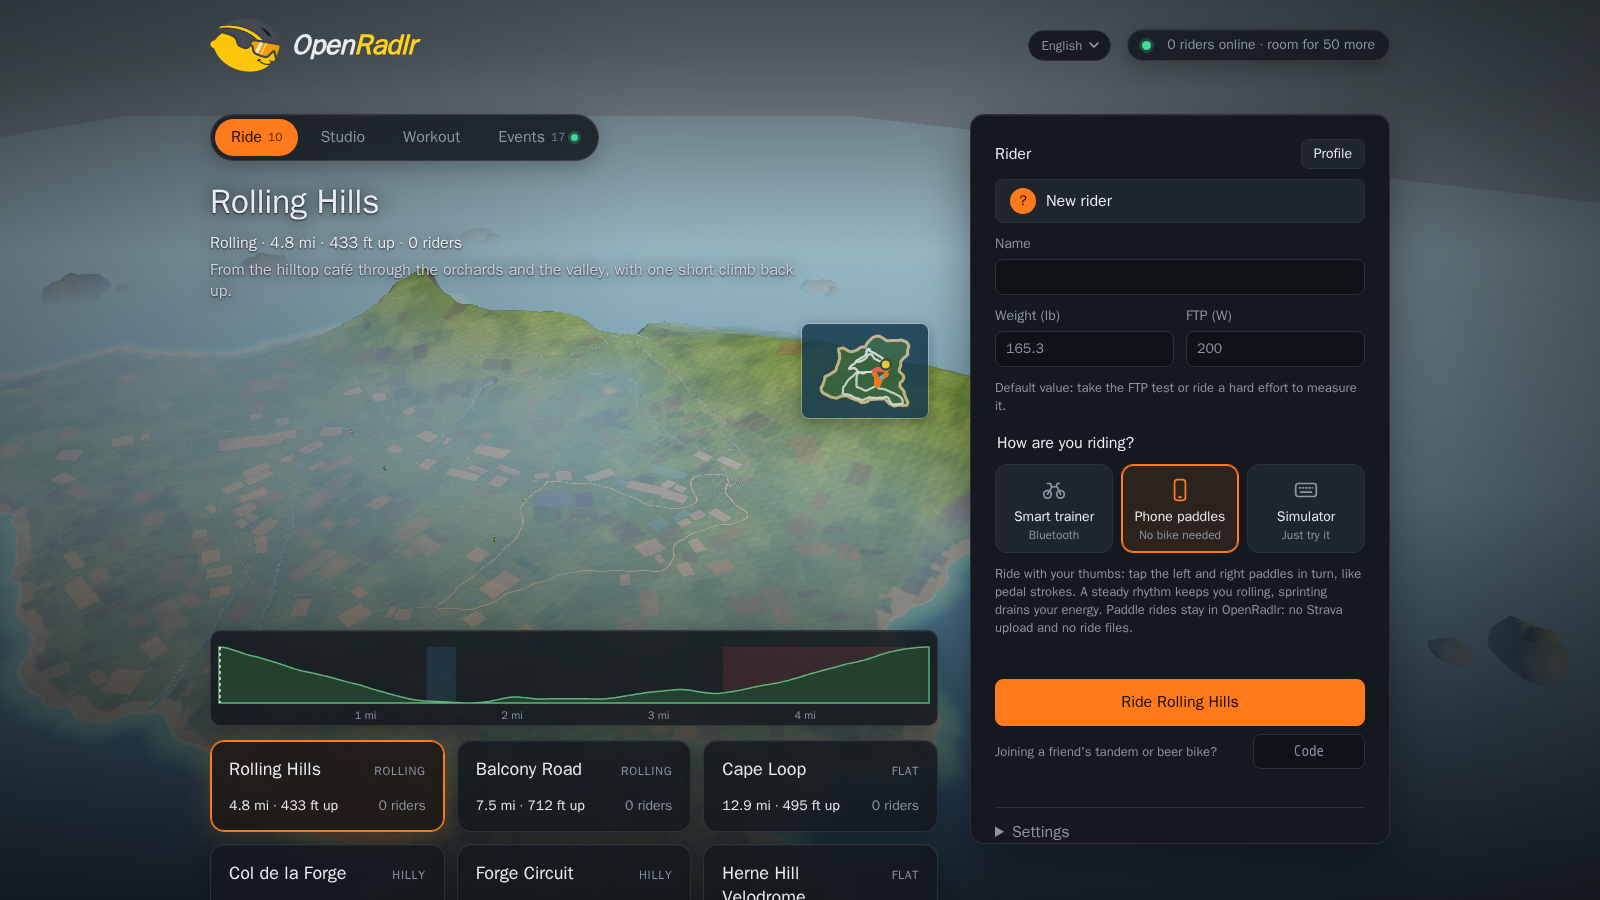 OpenRadlr
English
0 riders online · room for 50 more
Ride 10
Studio
Workout
Events 17
Rolling Hills
Rolling · 4.8 mi · 433 ft up · 0 riders
From the hilltop café through the orchards and the valley, with one short climb back
up.
1 mi
2 mi
3 mi
4 mi
Rolling Hills ROLLING
4.8 mi · 433 ft up 0 riders
Balcony Road ROLLING
7.5 mi · 712 ft up 0 riders
Cape Loop FLAT
12.9 mi · 495 ft up 0 riders
Col de la Forge HILLY
Forge Circuit HILLY
Herne Hill FLAT
Velodrome
Rider
Profile
? New rider
Name
Weight (lb)
FTP (W)
165.3
200
Default value: take the FTP test or ride a hard effort to measure
it.
How are you riding?
Smart trainer
Bluetooth
Phone paddles
No bike needed
Simulator
Just try it
Ride with your thumbs: tap the left and right paddles in turn, like
pedal strokes. A steady rhythm keeps you rolling, sprinting
drains your energy. Paddle rides stay in OpenRadlr: no Strava
upload and no ride files.
Ride Rolling Hills
Joining a friend's tandem or beer bike?
Code
Settings